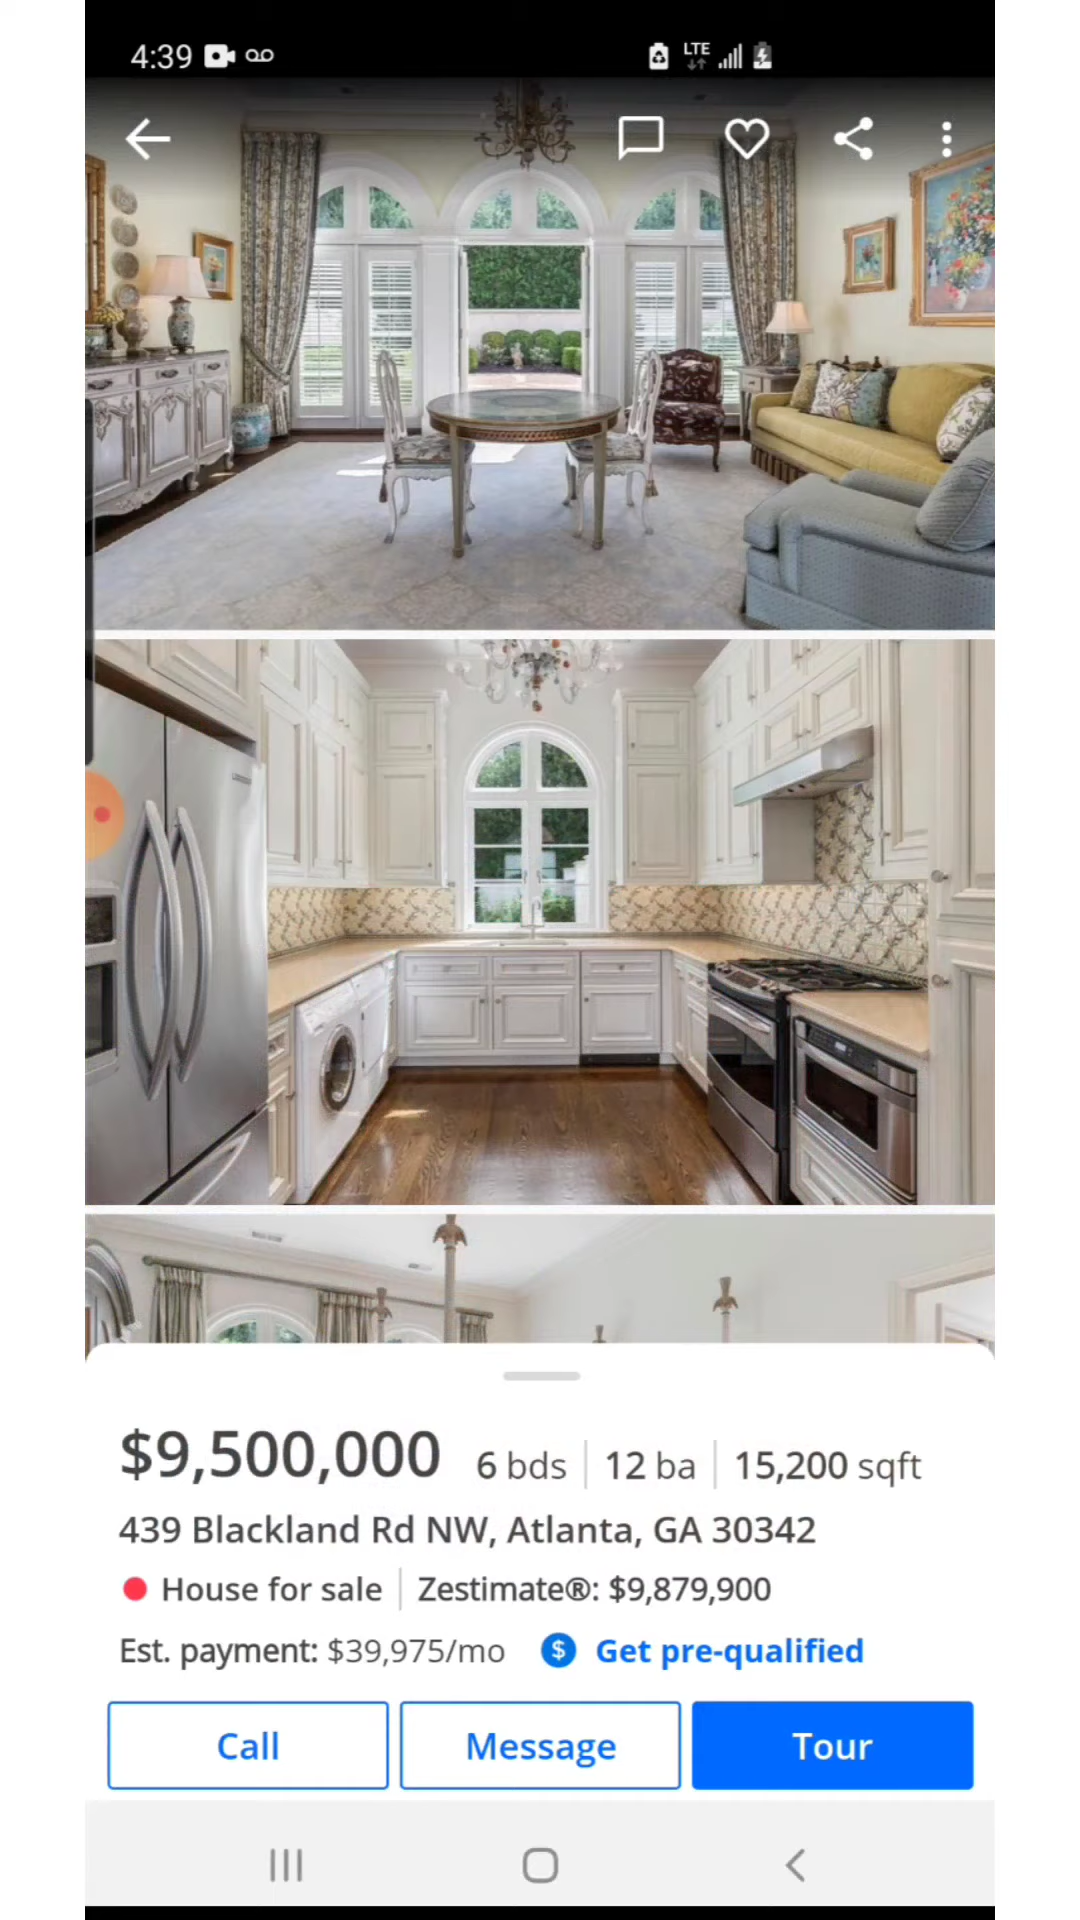 4:39
LTE
$9,500,000 6 bds 12 ba 15,200 sqft
439 Blackland Rd NW, Atlanta, GA 30342
House for sale Zestimate®: $9,879,900
Est. payment: $39,975/mo $ Get pre-qualified
Call Message Tour